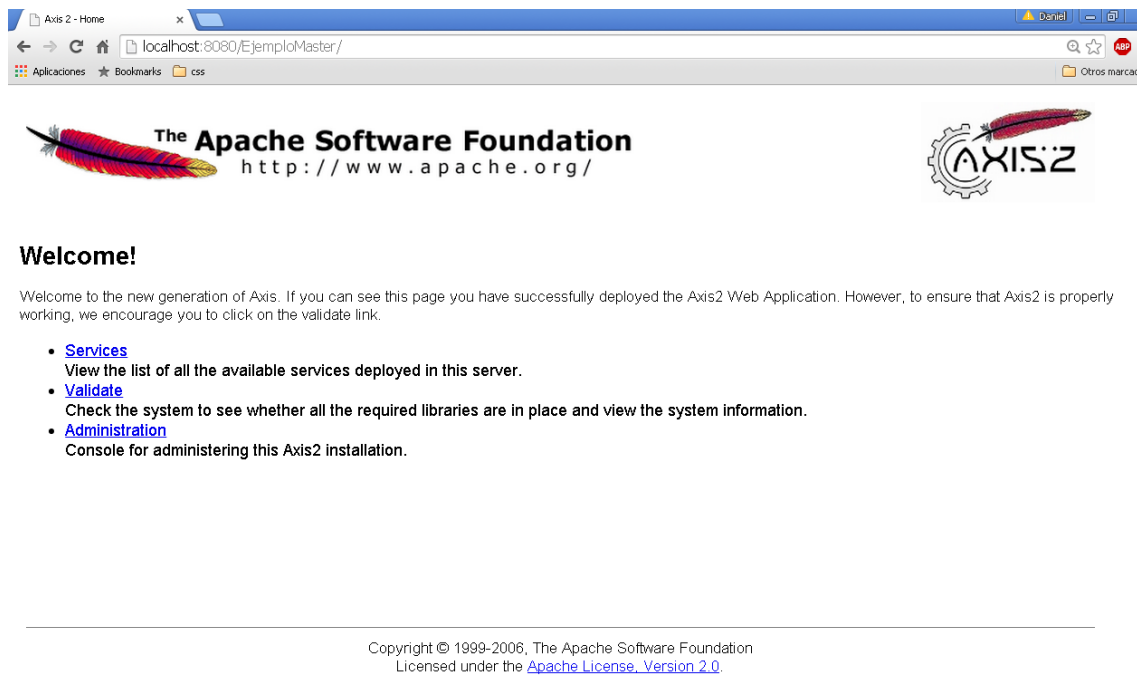 Axis 2 - Home
Daniel
localhost:8080/EjemploMaster/
ABP
Aplicaciones Bookmarks css Otros marcad
The Apache Software Foundation
http://www.apache.org/
AXIS2
Welcome!
Welcome to the new generation of Axis. If you can see this page you have successfully deployed the Axis2 Web Application. However, to ensure that Axis2 is properly
working, we encourage you to click on the validate link.
Services
View the list of all the available services deployed in this server.
Validate
Check the system to see whether all the required libraries are in place and view the system information.
Administration
Console for administering this Axis2 installation.
Copyright © 1999-2006, The Apache Software Foundation
Licensed under the Apache License, Version 2.0.